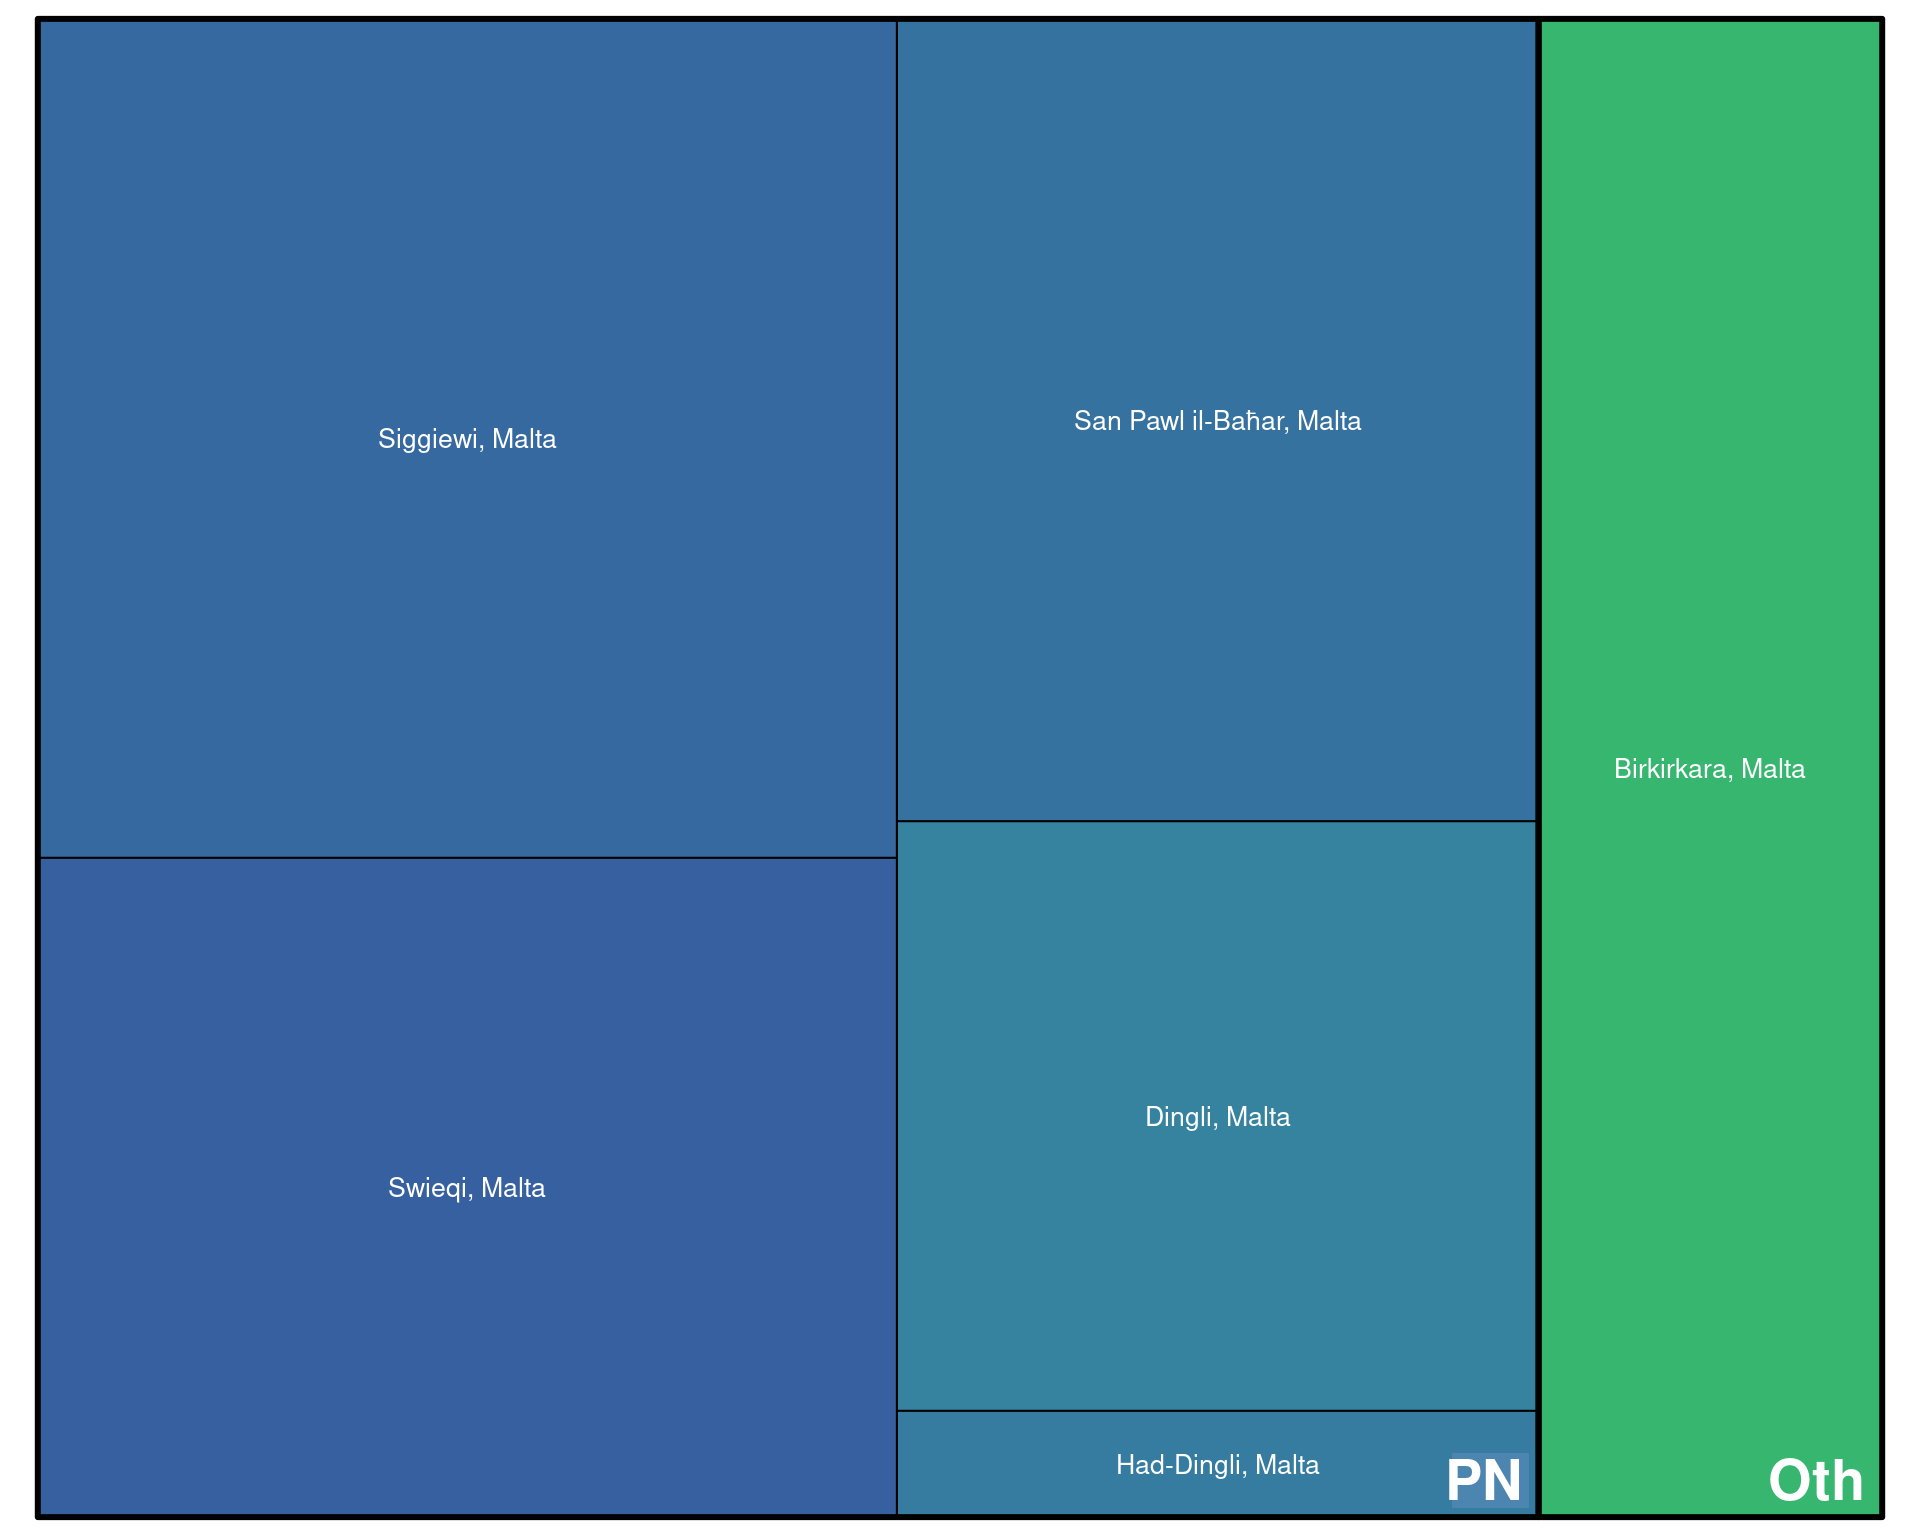 Siggiewi, Malta
San Pawl il-Baħar, Malta
Birkirkara, Malta
Dingli, Malta
Swieqi, Malta
Had-Dingli, Malta
PN
Oth